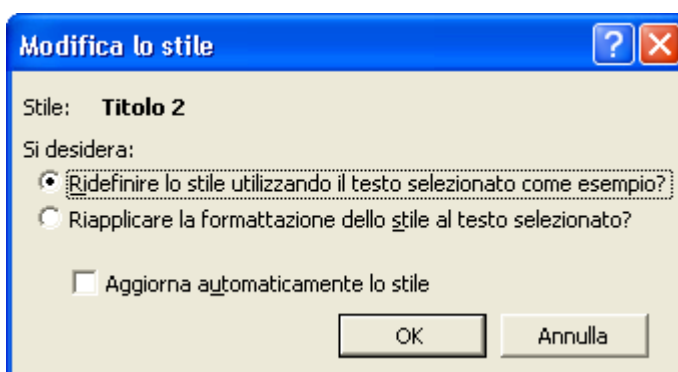 Modifica lo stile
Stile: Titolo 2
Si desidera:
Ridefinire lo stile utilizzando il testo selezionato come esempio?
Riapplicare la formattazione dello stile al testo selezionato?
Aggiorna automaticamente lo stile
OK Annulla